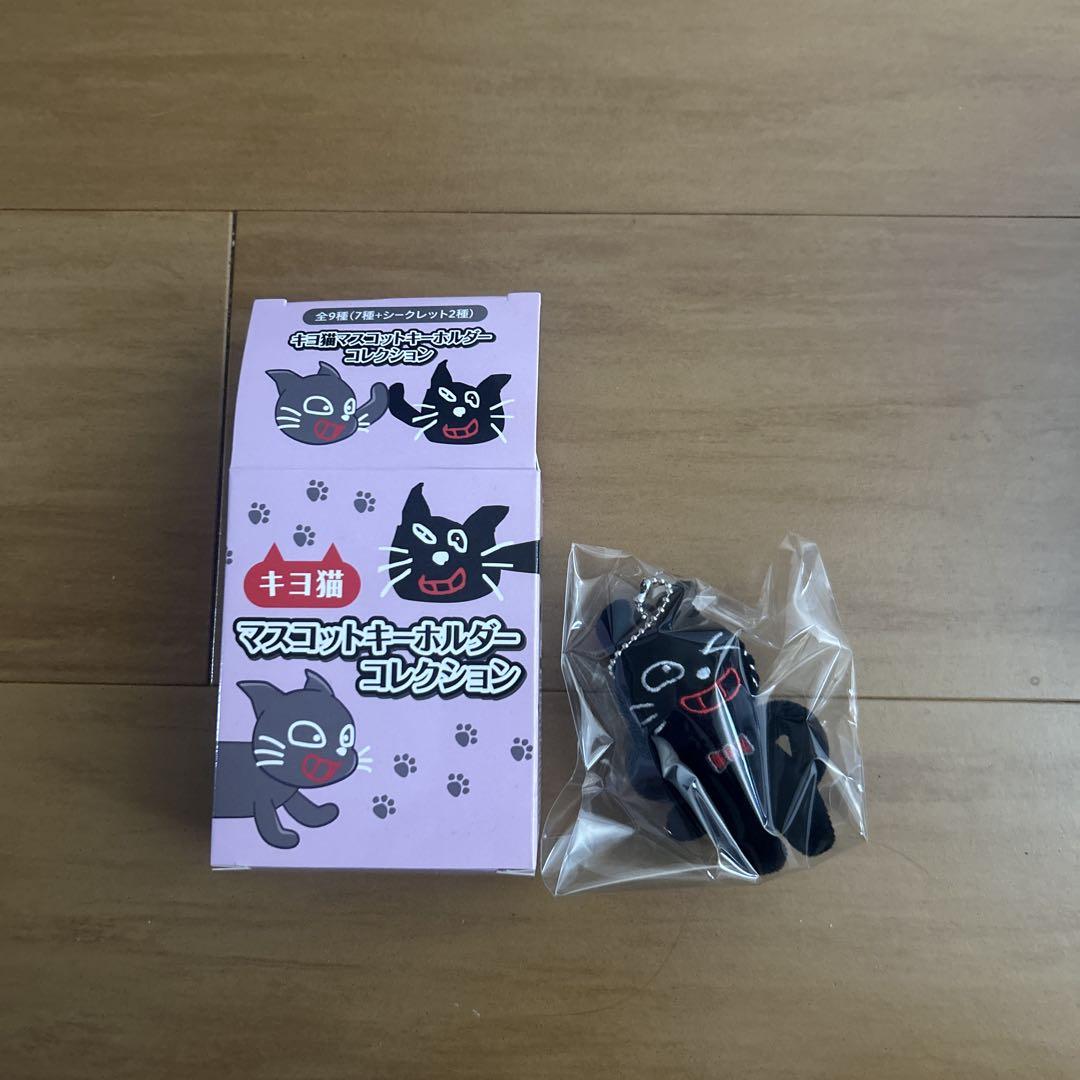 全9種(7種+シークレット2種)
キヨ猫マスコットキーホルダー
コレクション
キヨ猫
マスコットキーホルダー
コレクション